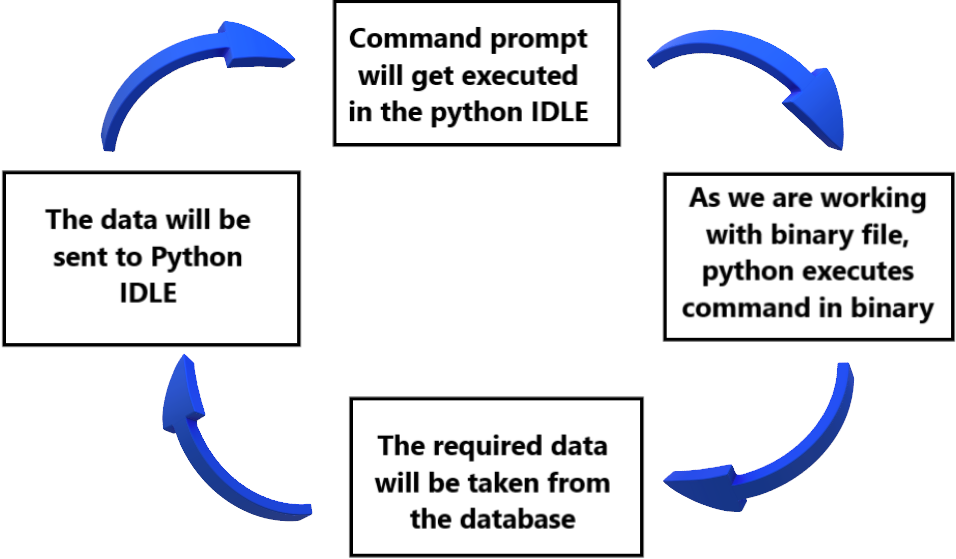 Command prompt
will get executed
in the python IDLE
As we are working
with binary file,
python executes
command in binary
The required data
will be taken from
the database
The data will be
sent to Python
IDLE